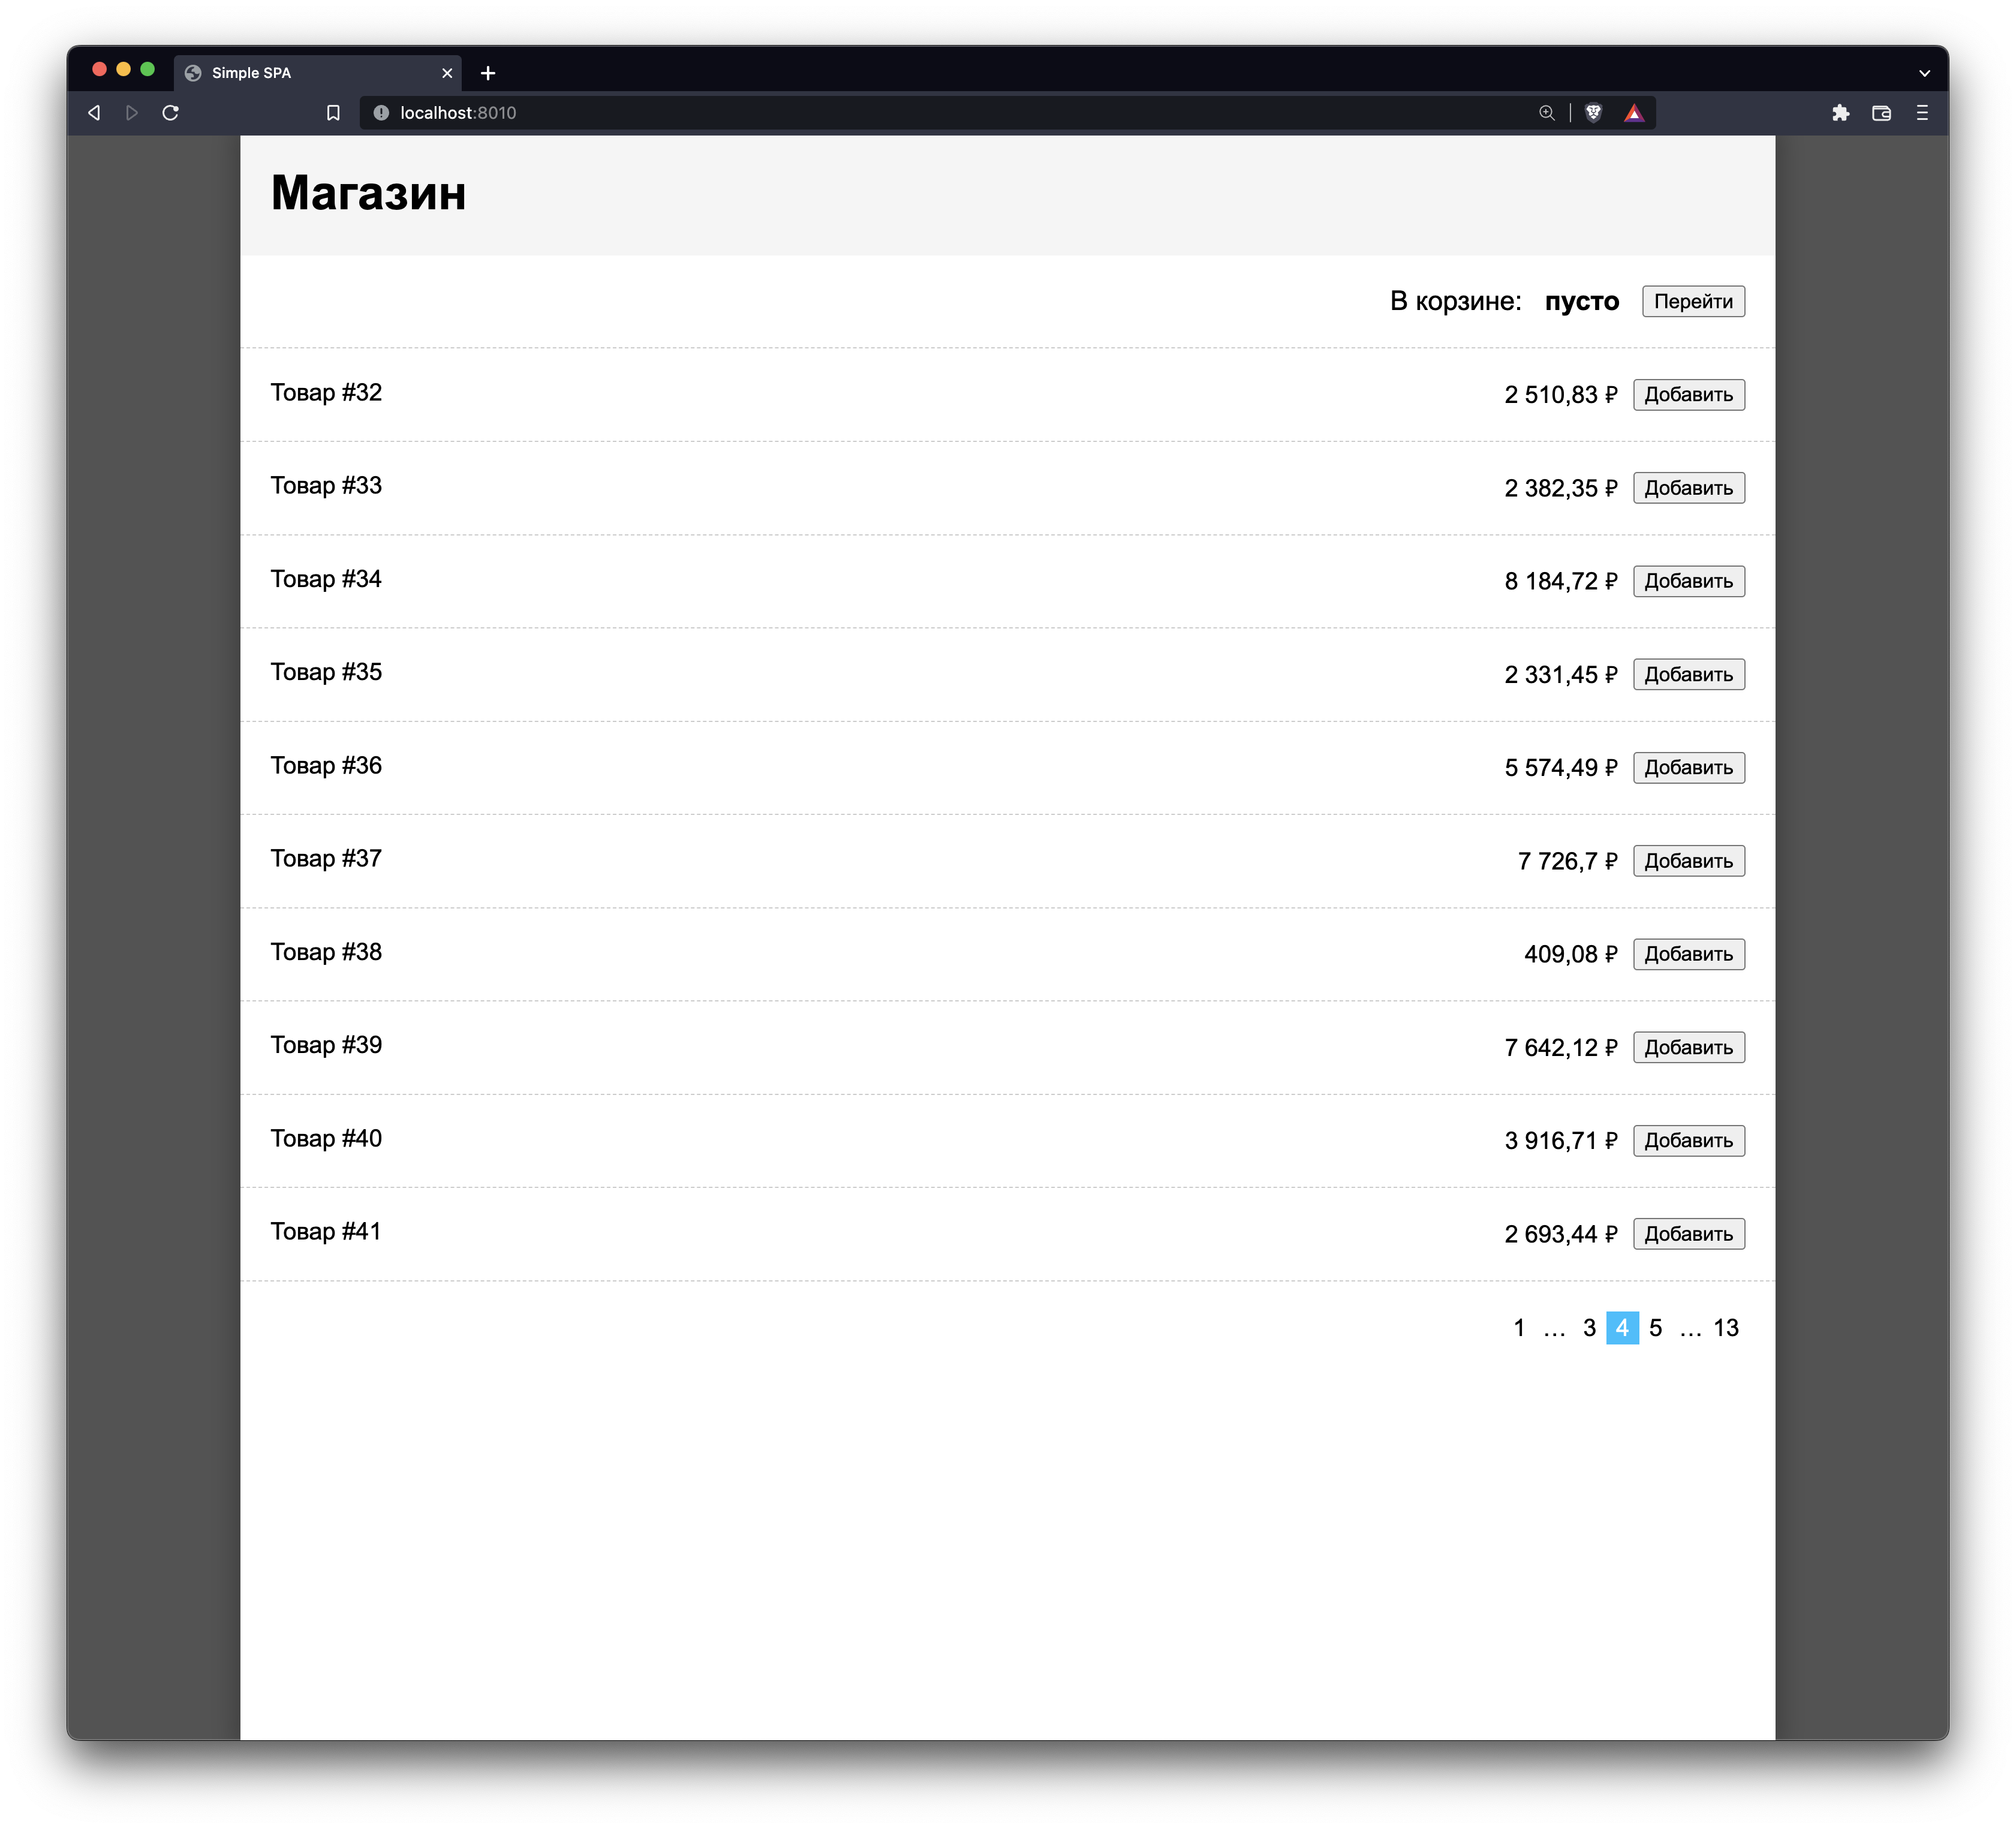 Simple SPA
localhost:8010
Магазин
В корзине: пусто Перейти
Товар #32 2 510,83 ₽ Добавить
Товар #33 2 382,35 ₽ Добавить
Товар #34 8 184,72 ₽ Добавить
Товар #35 2 331,45 ₽ Добавить
Товар #36 5 574,49 ₽ Добавить
Товар #37 7 726,7 ₽ Добавить
Товар #38 409,08 ₽ Добавить
Товар #39 7 642,12 ₽ Добавить
Товар #40 3 916,71 ₽ Добавить
Товар #41 2 693,44 ₽ Добавить
1 ... 3 4 5 ... 13